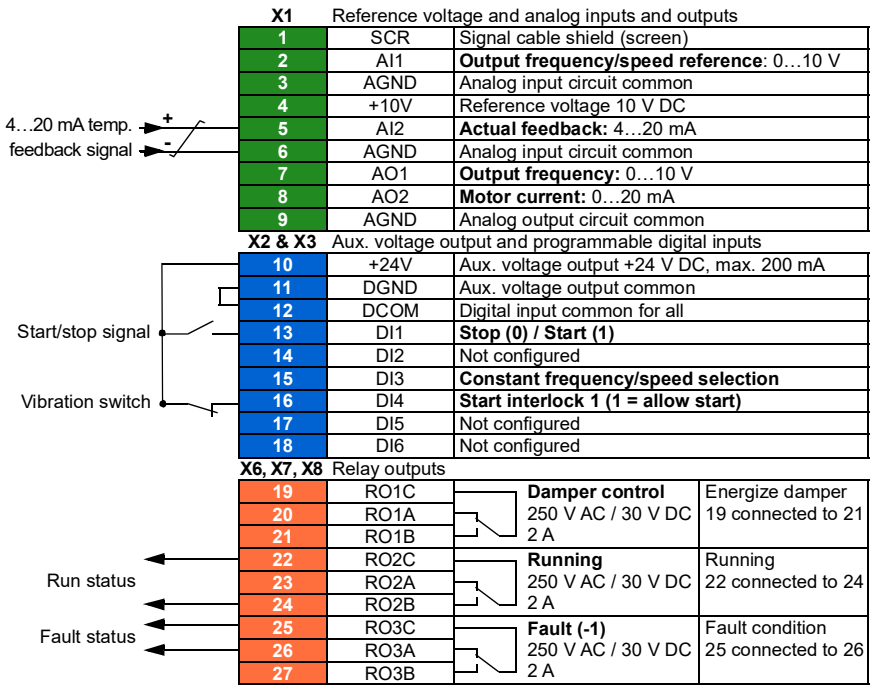 X1 Reference voltage and analog inputs and outputs
1 SCR Signal cable shield (screen)
2 AI1 Output frequency/speed reference: 0…10 V
3 AGND Analog input circuit common
4 +10V Reference voltage 10 V DC
4…20 mA temp. + 5 AI2 Actual feedback: 4…20 mA
feedback signal - 6 AGND Analog input circuit common
7 AO1 Output frequency: 0…10 V
8 AO2 Motor current: 0…20 mA
9 AGND Analog output circuit common
X2 & X3 Aux. voltage output and programmable digital inputs
10 +24V Aux. voltage output +24 V DC, max. 200 mA
11 DGND Aux. voltage output common
12 DCOM Digital input common for all
Start/stop signal 13 DI1 Stop (0) / Start (1)
14 DI2 Not configured
15 DI3 Constant frequency/speed selection
Vibration switch 16 DI4 Start interlock 1 (1 = allow start)
17 DI5 Not configured
18 DI6 Not configured
X6, X7, X8 Relay outputs
19 RO1C Damper control Energize damper
20 RO1A 250 V AC / 30 V DC 19 connected to 21
21 RO1B 2 A
22 RO2C Running Running
Run status 23 RO2A 250 V AC / 30 V DC 22 connected to 24
24 RO2B 2 A
25 RO3C Fault (-1) Fault condition
Fault status 26 RO3A 250 V AC / 30 V DC 25 connected to 26
27 RO3B 2 A